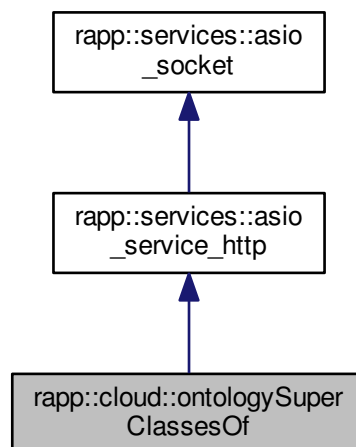 rapp::services::asio
_socket
rapp::services::asio
_service_http
rapp::cloud::ontologySuper
ClassesOf